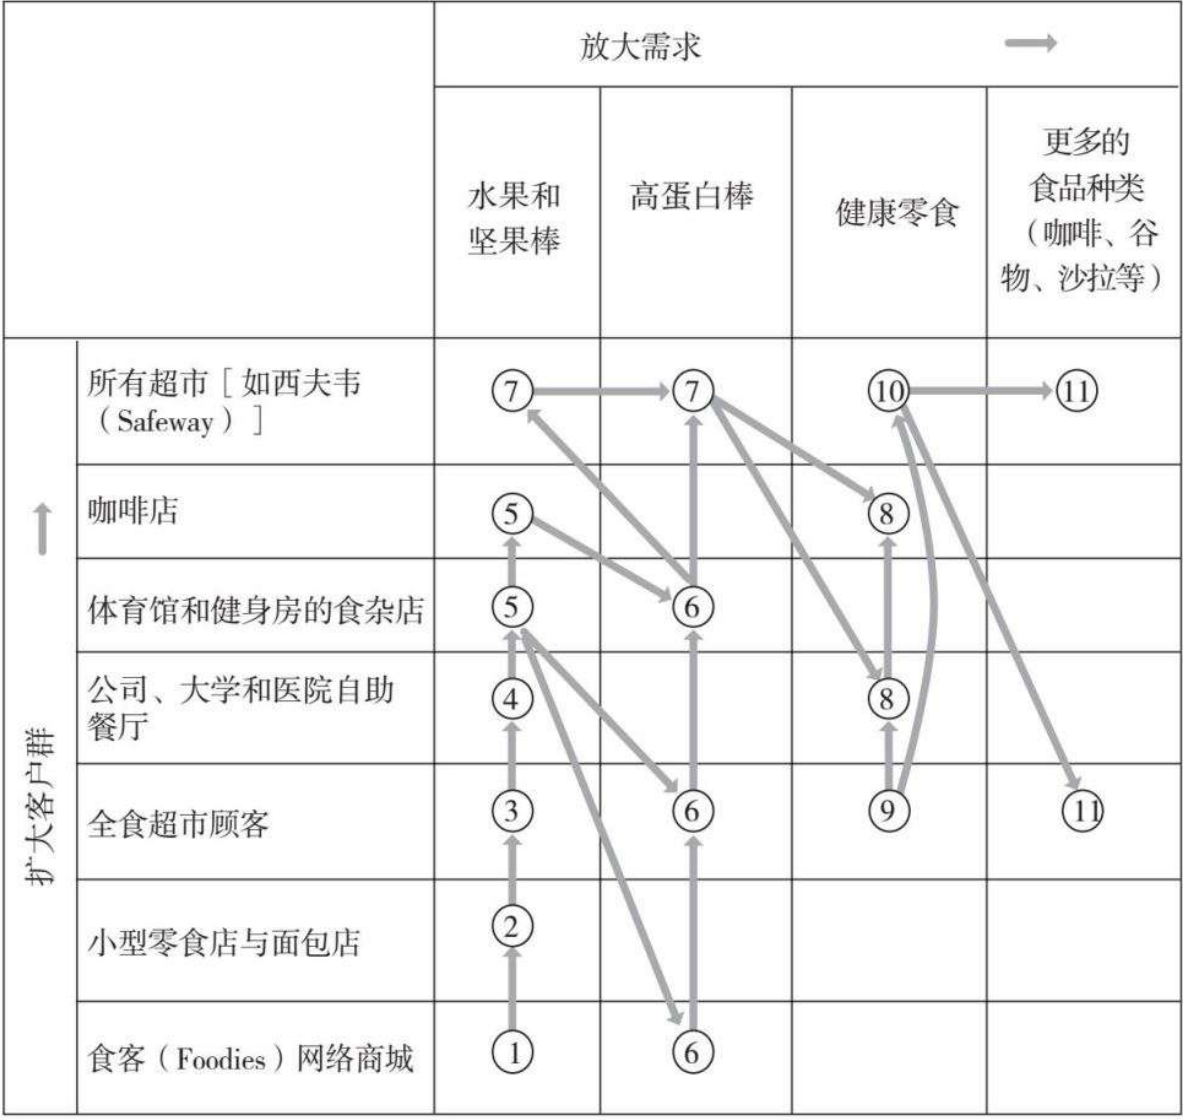 放大需求
水果和
坚果棒
高蛋白棒
健康零食
更多的
食品种类
（咖啡、谷
物、沙拉等）
扩大客户群
所有超市［如西夫韦
（Safeway）］
7
7
10
11
咖啡店
5
8
体育馆和健身房的食杂店
5
6
公司、大学和医院自助
餐厅
4
8
全食超市顾客
3
6
9
11
小型零食店与面包店
2
食客（Foodies）网络商城
1
6